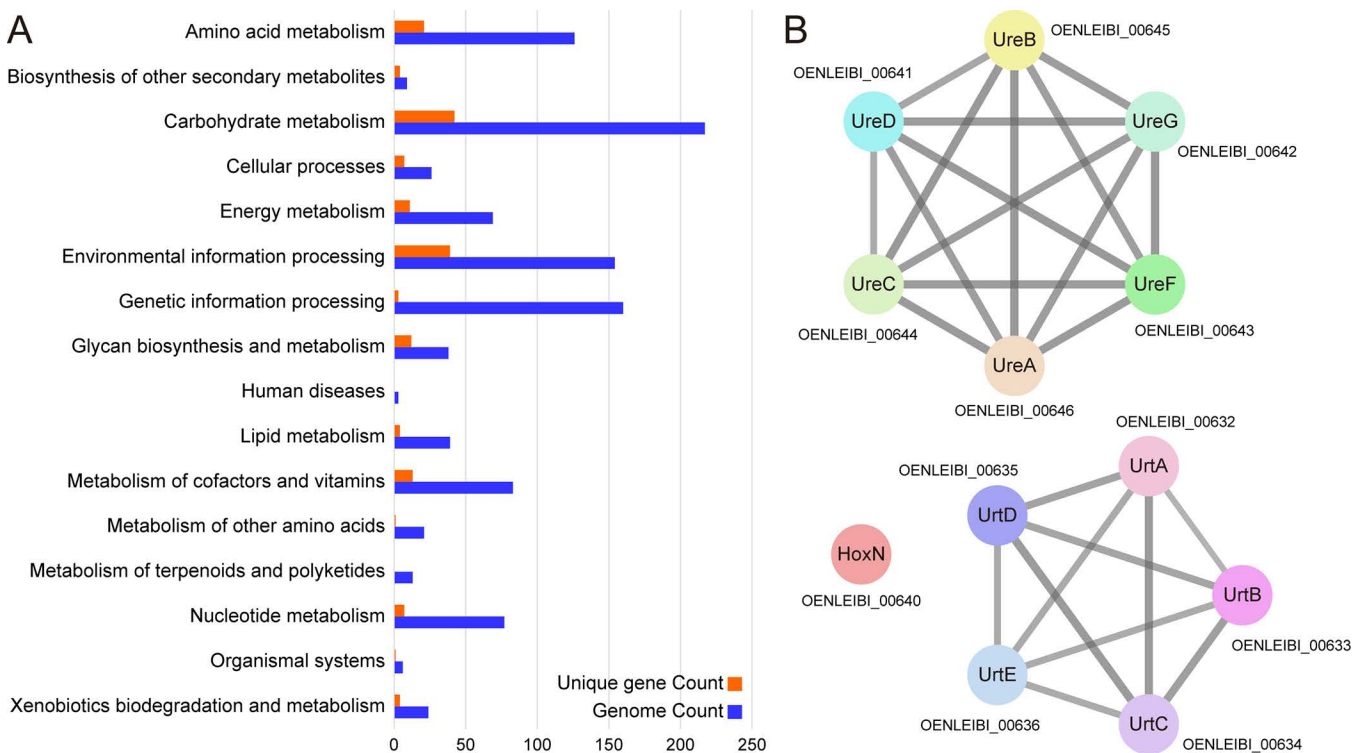 A
Amino acid metabolism
Biosynthesis of other secondary metabolites
Carbohydrate metabolism
Cellular processes
Energy metabolism
Environmental information processing
Genetic information processing
Glycan biosynthesis and metabolism
Human diseases
Lipid metabolism
Metabolism of cofactors and vitamins
Metabolism of other amino acids
Metabolism of terpenoids and polyketides
Nucleotide metabolism
Organismal systems
Xenobiotics biodegradation and metabolism
Unique gene Count
Genome Count
0 50 100 150 200 250
B
UreB
OENLEIBI_00645
OENLEIBI_00641
UreD
UreG
OENLEIBI_00642
UreC
OENLEIBI_00644
UreF
OENLEIBI_00643
UreA
OENLEIBI_00646
OENLEIBI_00632
UrtA
OENLEIBI_00635
UrtD
HoxN
OENLEIBI_00640
UrtB
OENLEIBI_00633
UrtE
OENLEIBI_00636
UrtC
OENLEIBI_00634